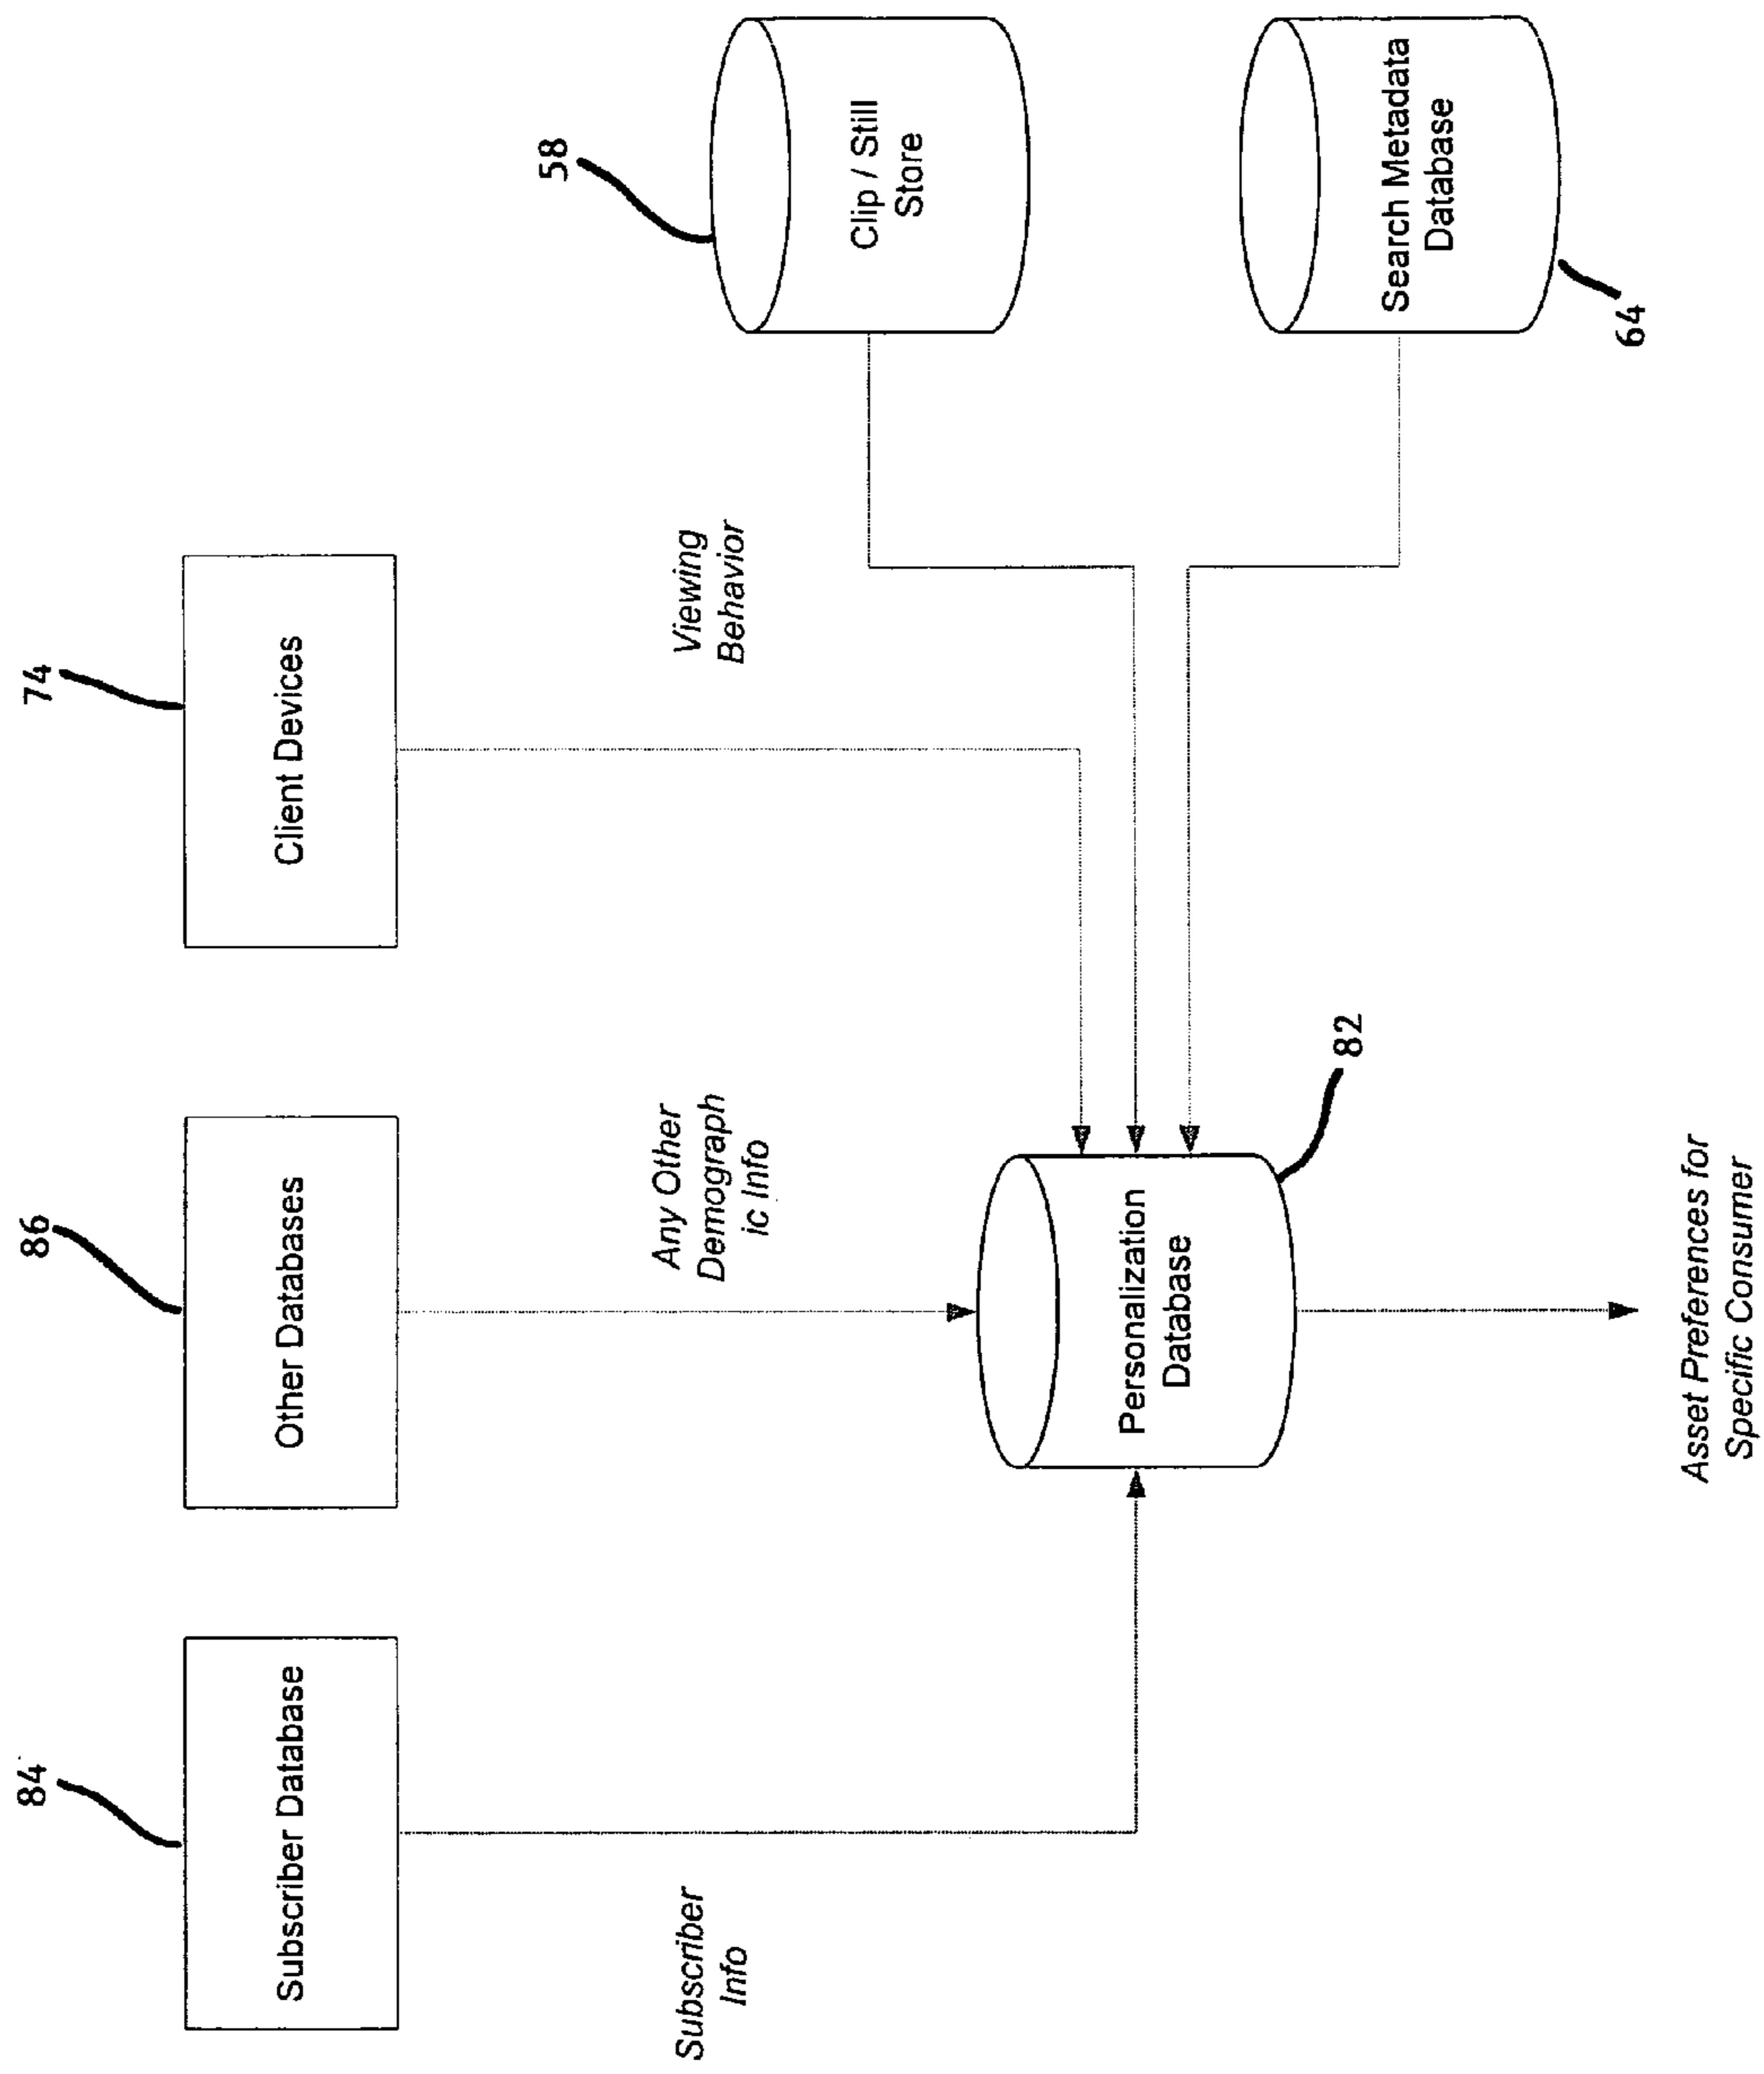 84
Subscriber Database
86
Other Databases
74
Client Devices
Subscriber
Info
Any Other
Demograph
ic Info
Viewing
Behavior
58
Clip / Still
Store
Personalization
Database
82
Search Metadata
Database
64
Asset Preferences for
Specific Consumer